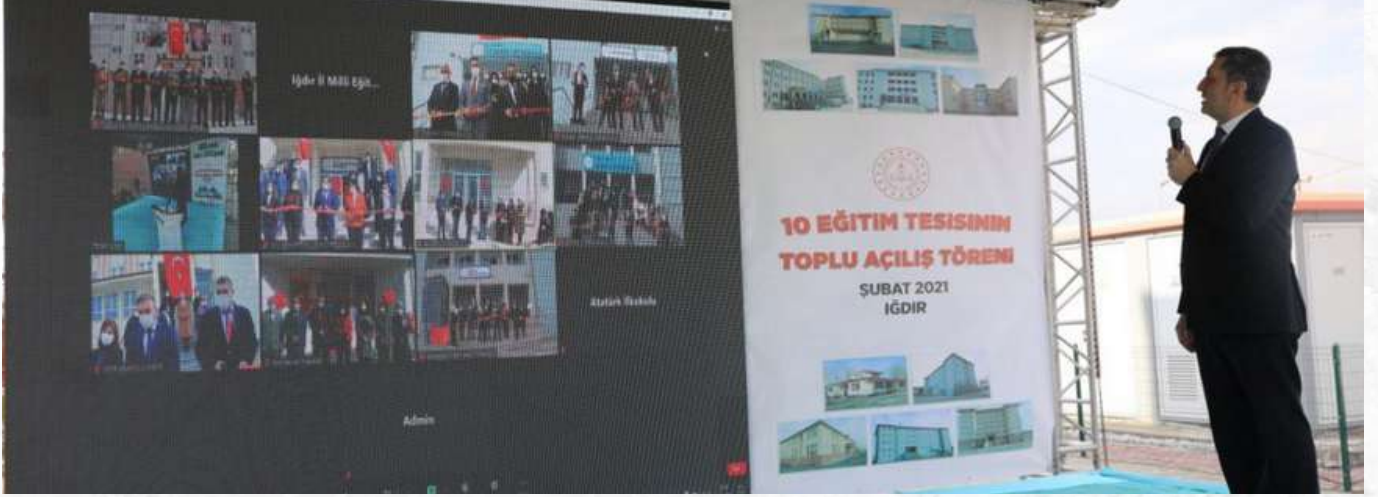 Iğdır İl Milli Eğit...
Atatürk İlkokulu
Admin
10 EĞİTİM TESİSİNİN
TOPLU AÇILIŞ TÖRENİ
ŞUBAT 2021
IĞDIR